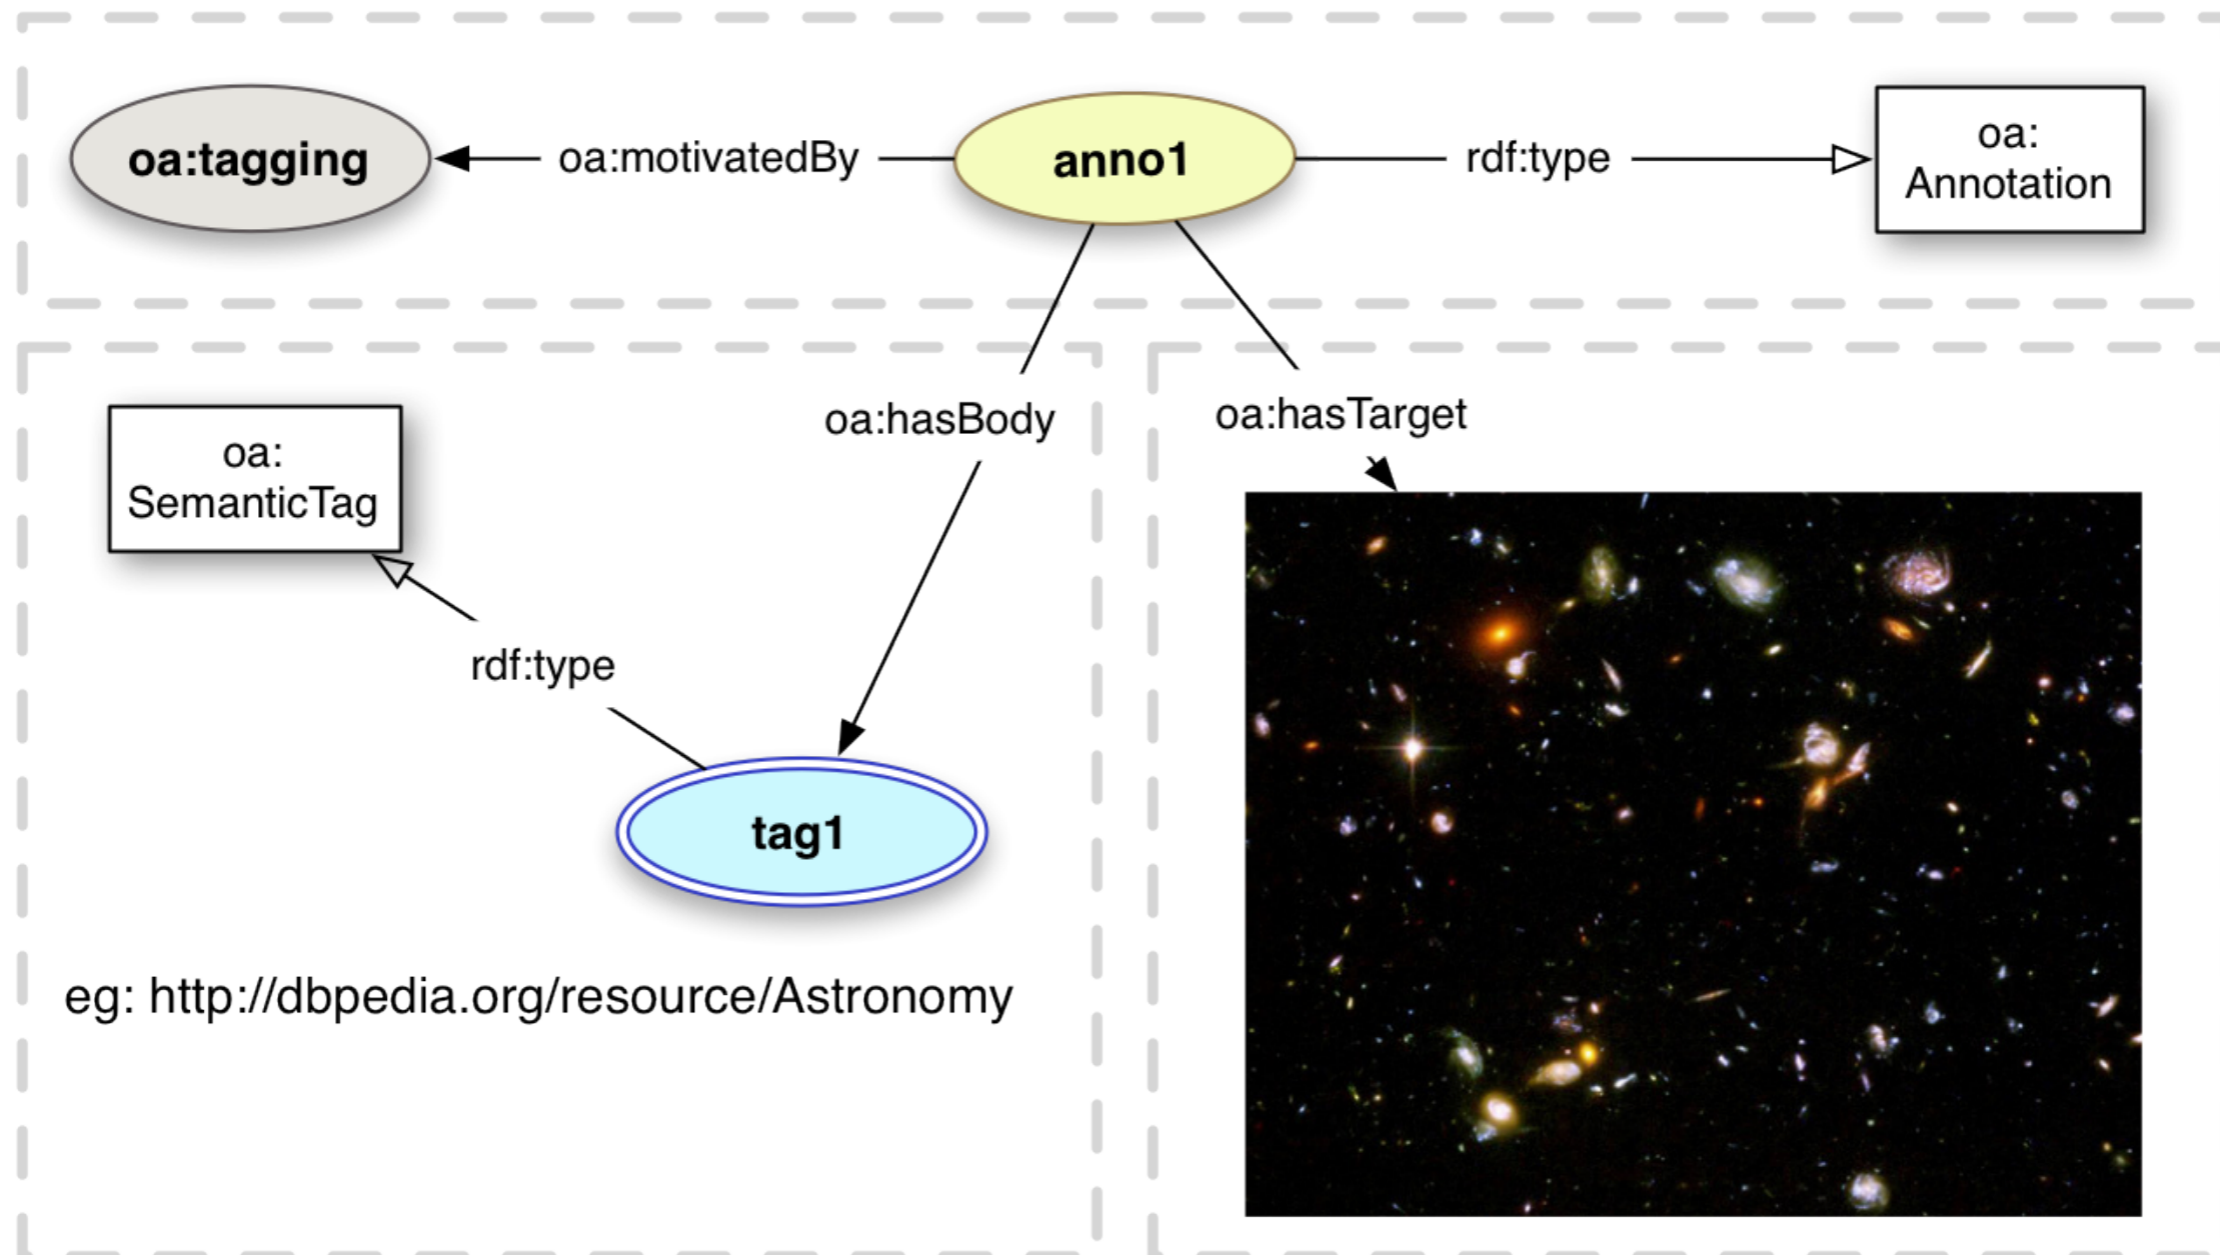 oa:tagging
oa:motivatedBy
anno1
rdf:type
oa:
Annotation
oa:hasBody
oa:hasTarget
oa:
SemanticTag
rdf:type
tag1
eg: http://dbpedia.org/resource/Astronomy